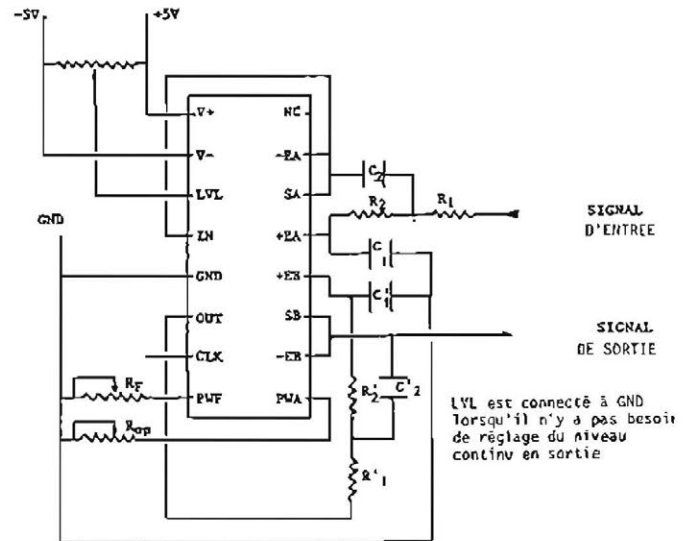 -5V +5V
V+ NC
V- -EA
LVL SA
C2
R2 R1
SIGNAL
D'ENTREE
GND
IN +EA
C1
GND +EB
C'1
OUT SB
SIGNAL
DE SORTIE
CLK -EB
RF
PWF PWA
R'2 C'2
Rap
R'1
LVL est connecté à GND
lorsqu'il n'y a pas besoin
de réglage du niveau
continu en sortie